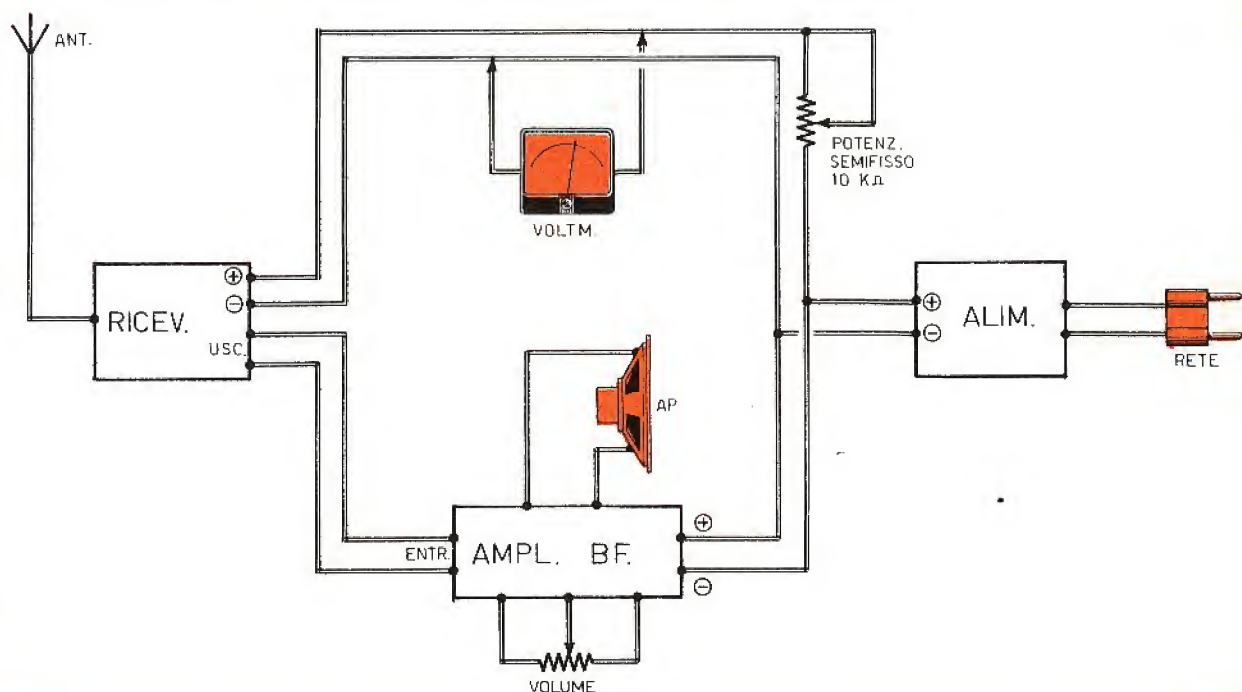 ANT.
POTENZ.
SEMIFISSO
10 KΩ
VOLTM.
RICEV.
+
-
USC.
+
-
ALIM.
RETE
AP
ENTR.
AMPL. BF.
+
-
VOLUME